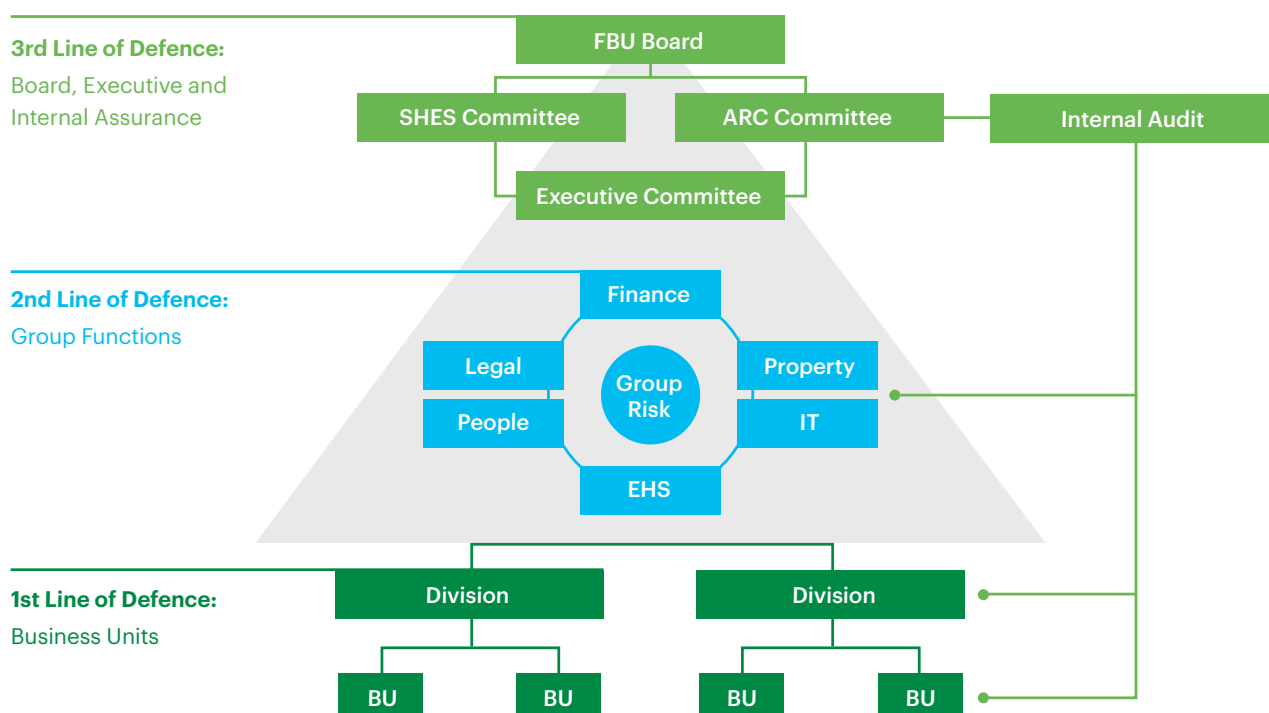 3rd Line of Defence:
Board, Executive and
Internal Assurance
FBU Board
SHES Committee
ARC Committee
Internal Audit
Executive Committee
2nd Line of Defence:
Group Functions
Finance
Legal
Property
Group
Risk
People
IT
EHS
1st Line of Defence:
Business Units
Division
Division
BU
BU
BU
BU